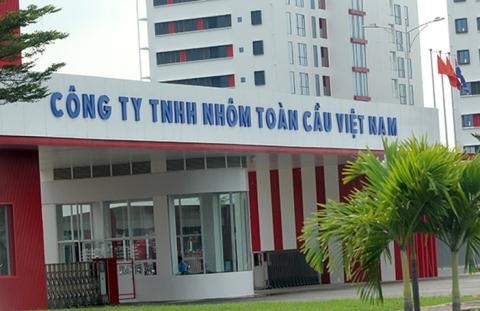 CÔNG TY TNHH NHÔM TOÀN CẦU VIỆT NAM